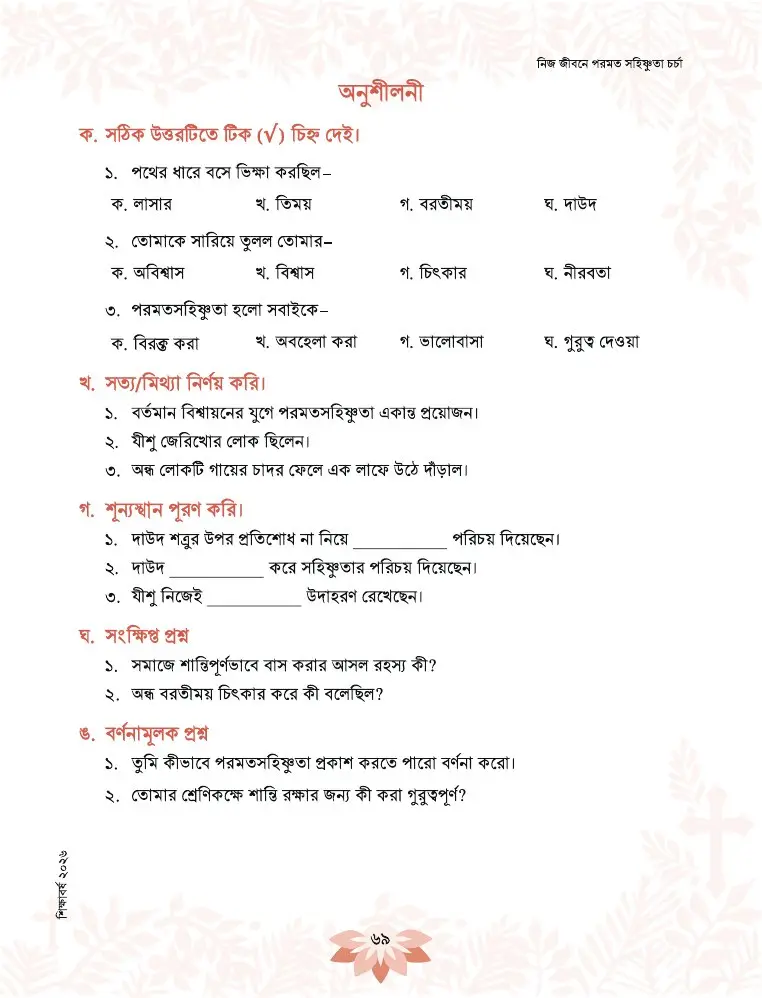 নিজ জীবনে পরমত সহিষ্ণুতা চর্চা
অনুশীলনী
ক. সঠিক উত্তরটিতে টিক (√) চিহ্ন দেই।
১. পথের ধারে বসে ভিক্ষা করছিল–
ক. লাসার খ. তিময় গ. বরতীময় ঘ. দাউদ
২. তোমাকে সারিয়ে তুলল তোমার–
ক. অবিশ্বাস খ. বিশ্বাস গ. চিৎকার ঘ. নীরবতা
৩. পরমতসহিষ্ণুতা হলো সবাইকে–
ক. বিরক্ত করা খ. অবহেলা করা গ. ভালোবাসা ঘ. গুরুত্ব দেওয়া
খ. সত্য/মিথ্যা নির্ণয় করি।
১. বর্তমান বিশ্বায়নের যুগে পরমতসহিষ্ণুতা একান্ত প্রয়োজন।
২. যীশু জেরিখোর লোক ছিলেন।
৩. অন্ধ লোকটি গায়ের চাদর ফেলে এক লাফে উঠে দাঁড়াল।
গ. শূন্যস্থান পূরণ করি।
১. দাউদ শত্রুর উপর প্রতিশোধ না নিয়ে __________ পরিচয় দিয়েছেন।
২. দাউদ __________ করে সহিষ্ণুতার পরিচয় দিয়েছেন।
৩. যীশু নিজেই __________ উদাহরণ রেখেছেন।
ঘ. সংক্ষিপ্ত প্রশ্ন
১. সমাজে শান্তিপূর্ণভাবে বাস করার আসল রহস্য কী?
২. অন্ধ বরতীময় চিৎকার করে কী বলেছিল?
ঙ. বর্ণনামূলক প্রশ্ন
১. তুমি কীভাবে পরমতসহিষ্ণুতা প্রকাশ করতে পারো বর্ণনা করো।
২. তোমার শ্রেণিকক্ষে শান্তি রক্ষার জন্য কী করা গুরুত্বপূর্ণ?
শিক্ষাবর্ষ ২০২৬
৬৯